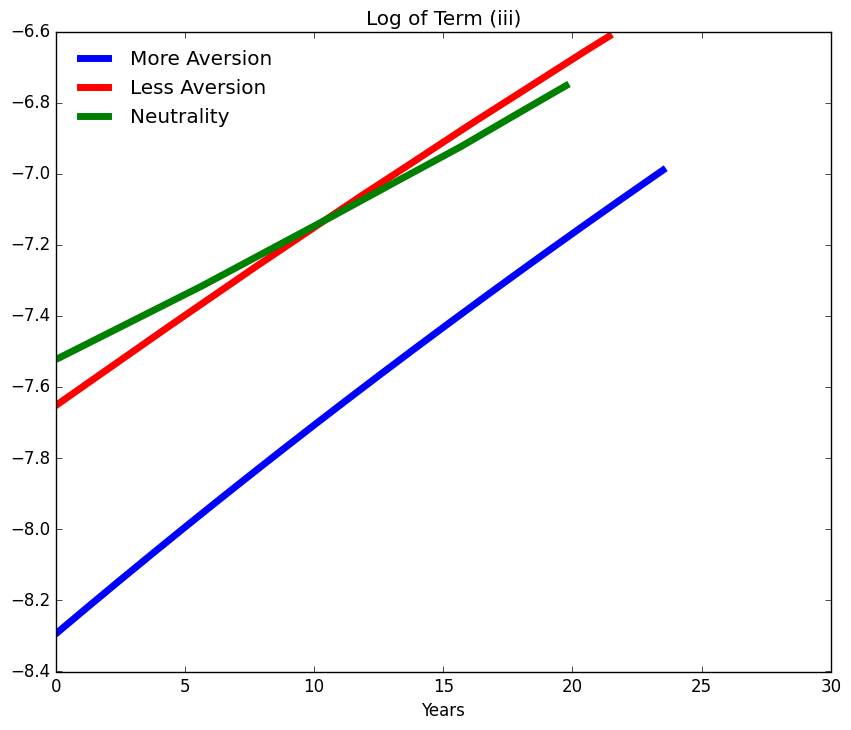 Log of Term (iii)
More Aversion
Less Aversion
Neutrality
−6.6
−6.8
−7.0
−7.2
−7.4
−7.6
−7.8
−8.0
−8.2
−8.4
0 5 10 15 20 25 30
Years